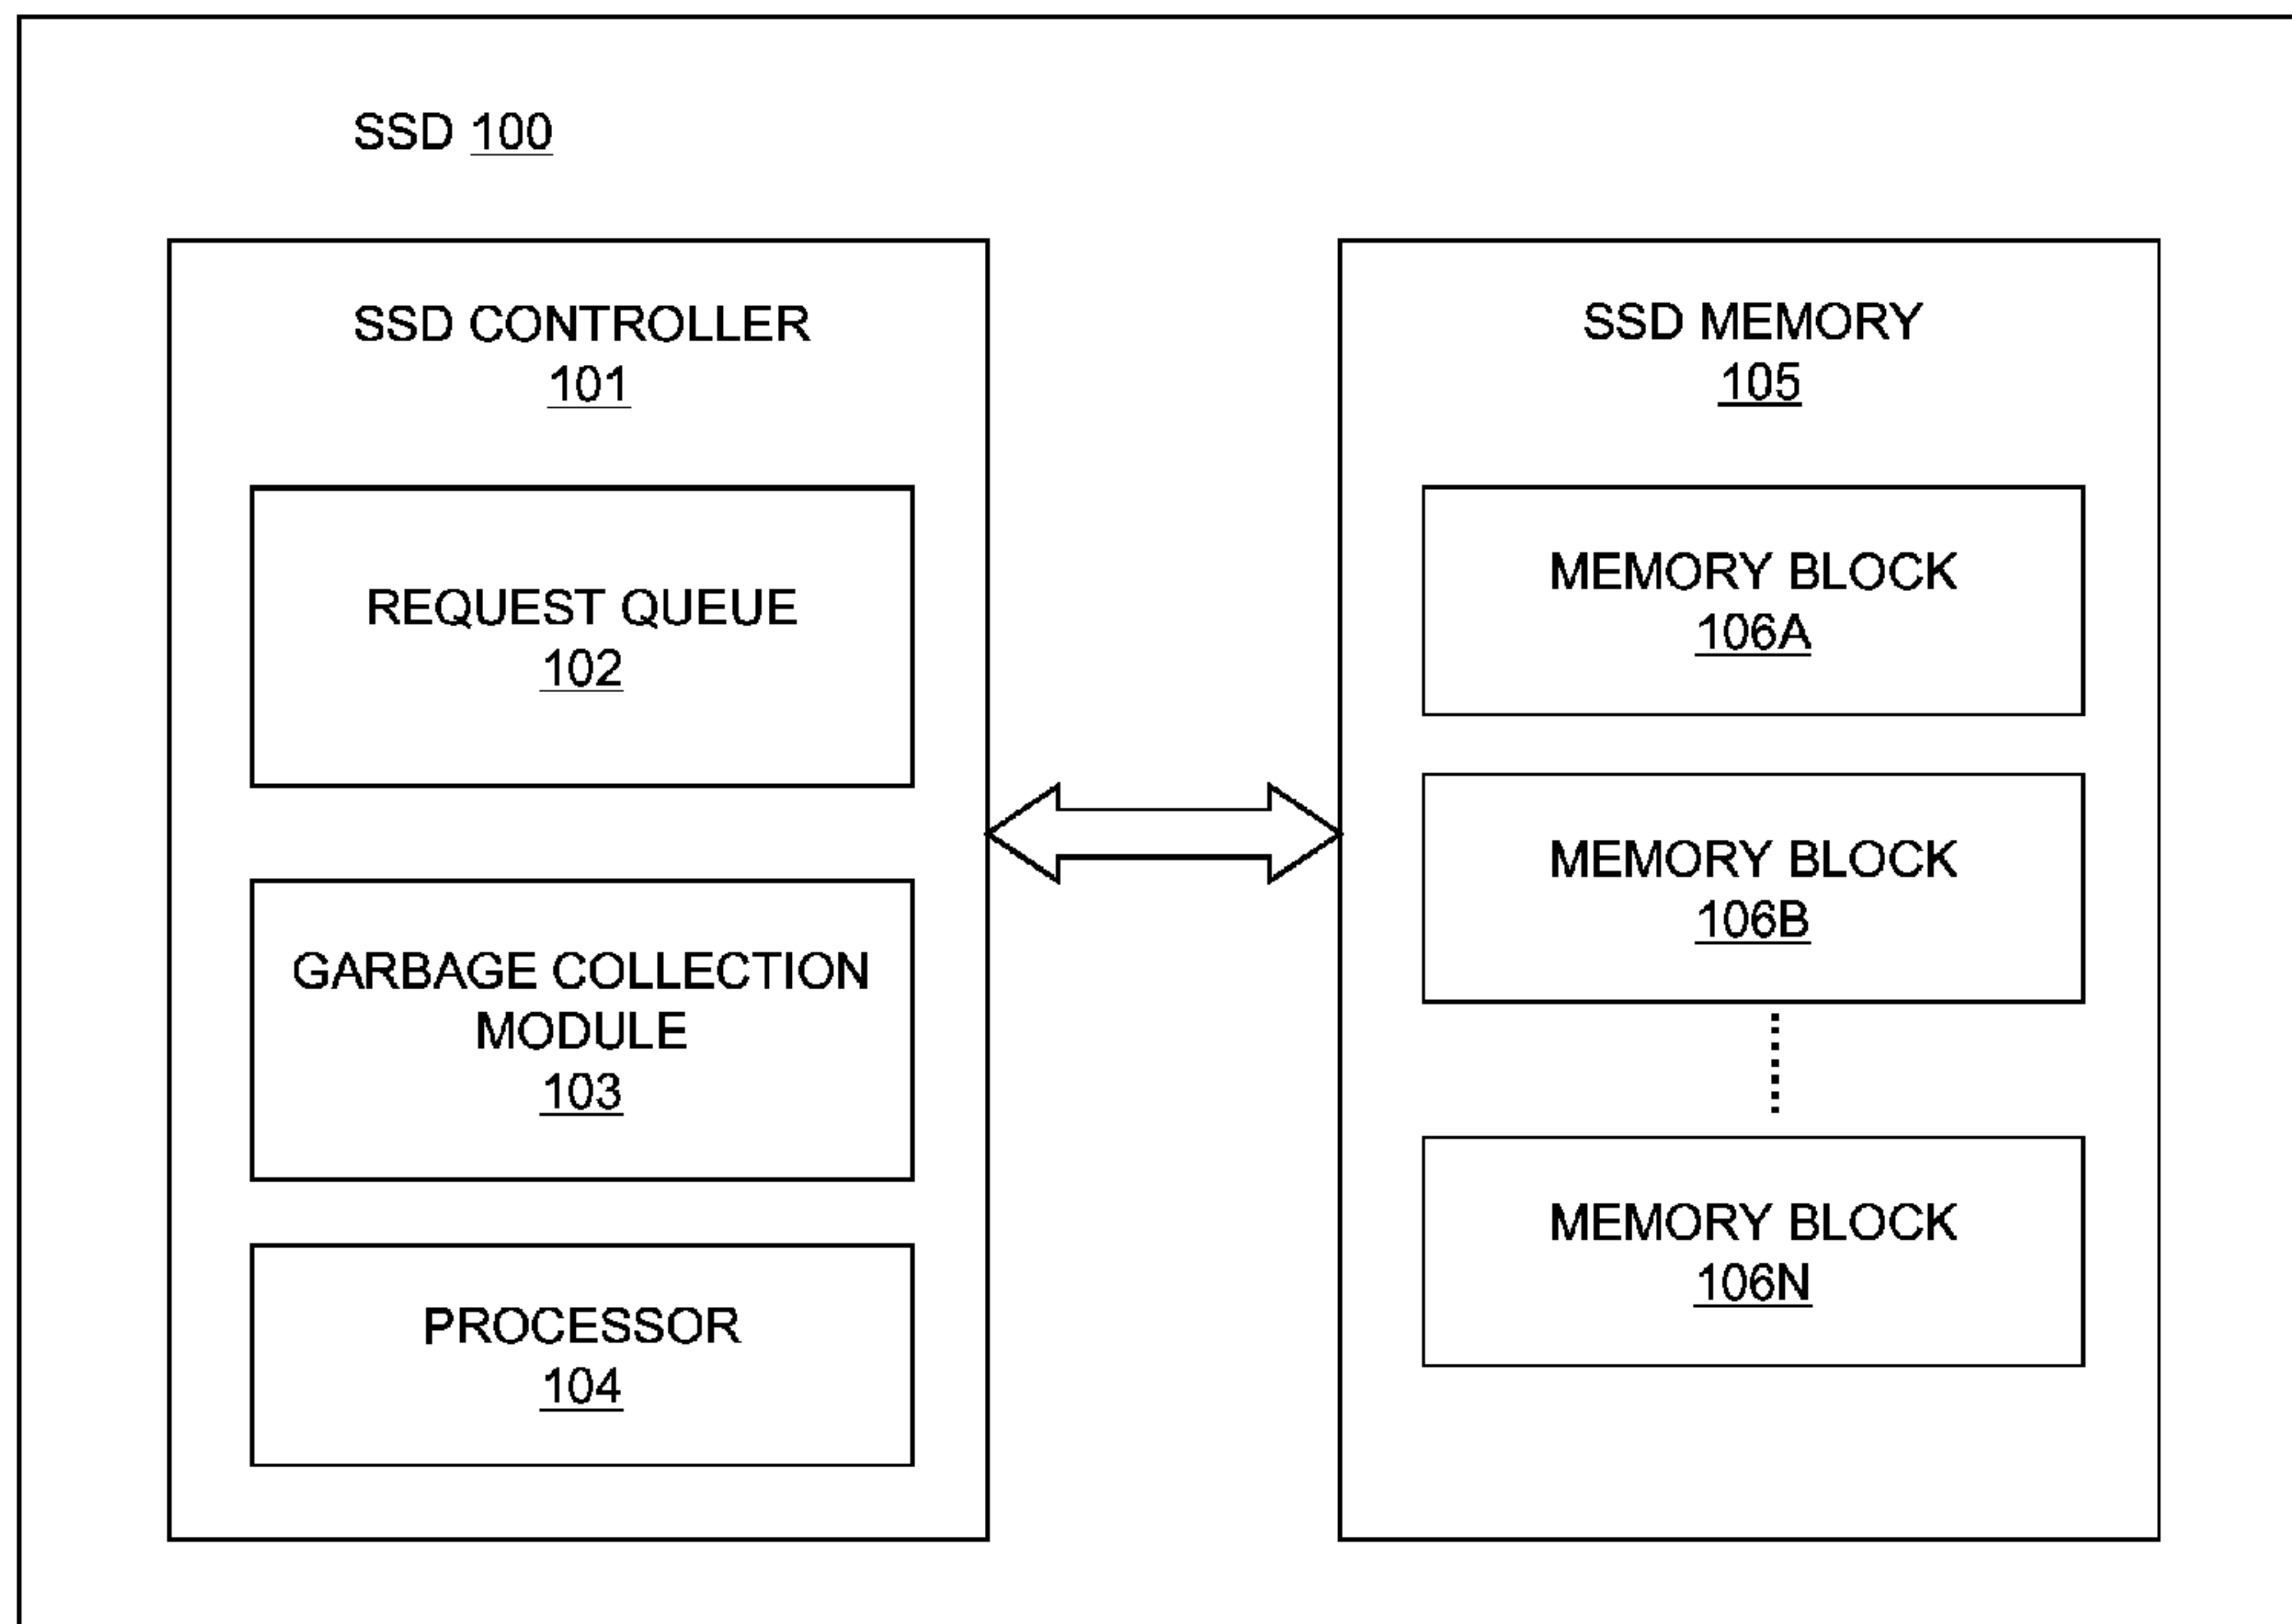 SSD 100
SSD CONTROLLER
101
REQUEST QUEUE
102
GARBAGE COLLECTION
MODULE
103
PROCESSOR
104
SSD MEMORY
105
MEMORY BLOCK
106A
MEMORY BLOCK
106B
MEMORY BLOCK
106N